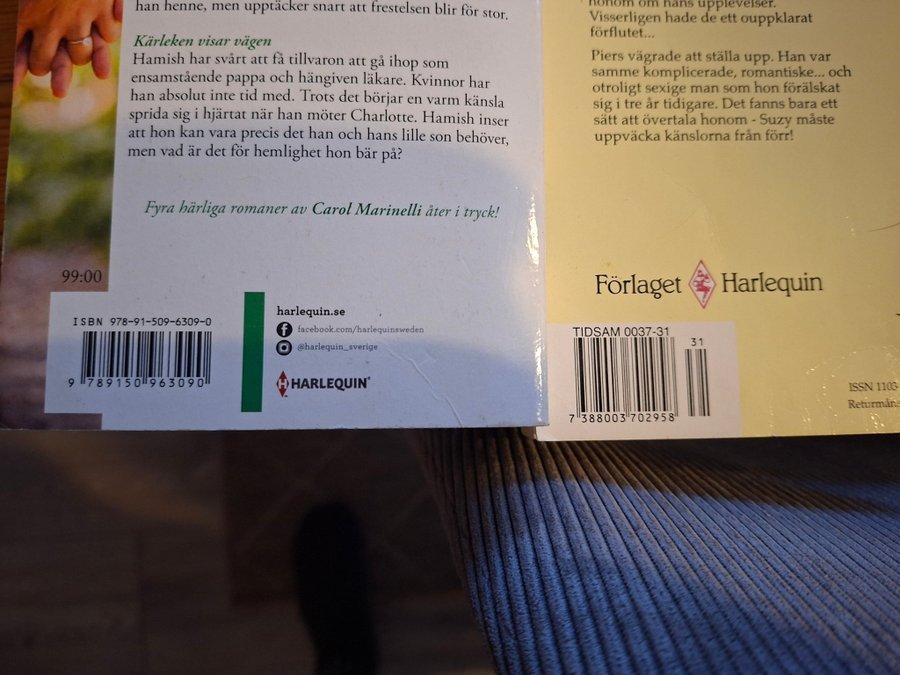 han henne, men upptäcker snart att frestelsen blir för stor.
Kärleken visar vägen
Hamish har svårt att få tillvaron att gå ihop som
ensamstående pappa och hängiven läkare. Kvinnor har
han absolut inte tid med. Trots det börjar en varm känsla
sprida sig i hjärtat när han möter Charlotte. Hamish inser
att hon kan vara precis det han och hans lille son behöver,
men vad är det för hemlighet hon bär på?
Fyra härliga romaner av Carol Marinelli åter i tryck!
99:00
ISBN 978-91-509-6309-0
9 789150 963090
harlequin.se
facebook.com/harlequinsweden
@harlequin_sverige
HARLEQUIN®
honom om hans upplevelser.
Visserligen hade de ett ouppklarat
förflutet...
Piers vägrade att ställa upp. Han var
samme komplicerade, romantiske... och
otroligt sexige man som hon förälskat
sig i tre år tidigare. Det fanns bara ett
sätt att övertala honom - Suzy måste
uppväcka känslorna från förr!
Förlaget Harlequin
TIDSAM 0037-31
31
7 388003 702958
ISSN 1103
Returmåns